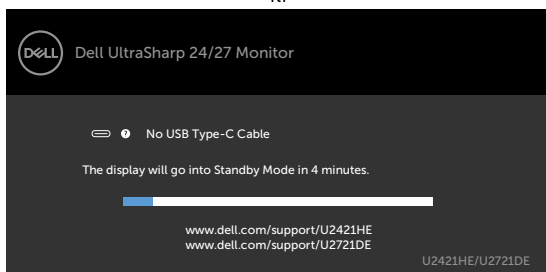 DELL
Dell UltraSharp 24/27 Monitor
? No USB Type-C Cable
The display will go into Standby Mode in 4 minutes.
www.dell.com/support/U2421HE
www.dell.com/support/U2721DE
U2421HE/U2721DE